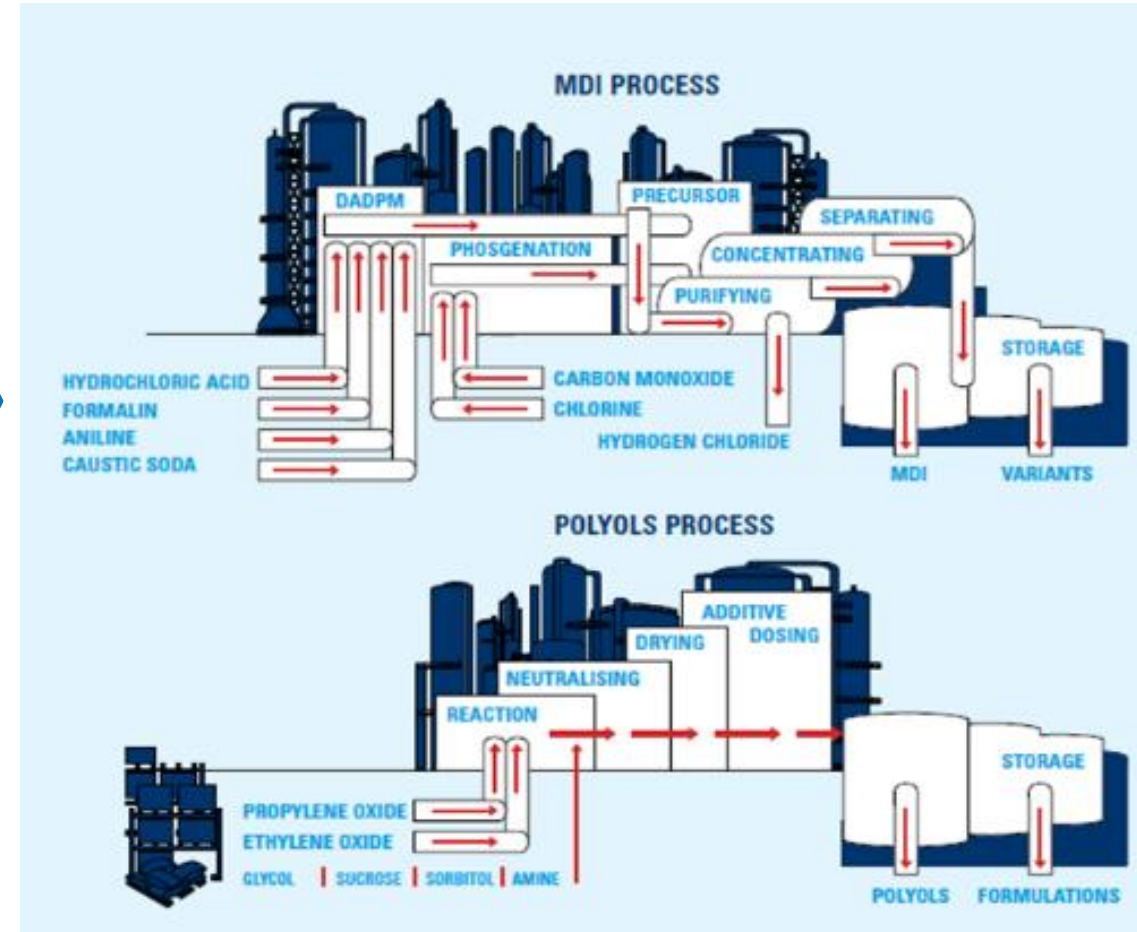 MDI PROCESS
DADPM
PRECURSOR
SEPARATING
PHOSGENATION
CONCENTRATING
PURIFYING
STORAGE
HYDROCHLORIC ACID
FORMALIN
ANILINE
CAUSTIC SODA
CARBON MONOXIDE
CHLORINE
HYDROGEN CHLORIDE
MDI
VARIANTS
POLYOLS PROCESS
ADDITIVE
DOSING
DRYING
NEUTRALISING
REACTION
STORAGE
PROPYLENE OXIDE
ETHYLENE OXIDE
GLYCOL | SUCROSE | SORBITOL | AMINE
POLYOLS
FORMULATIONS